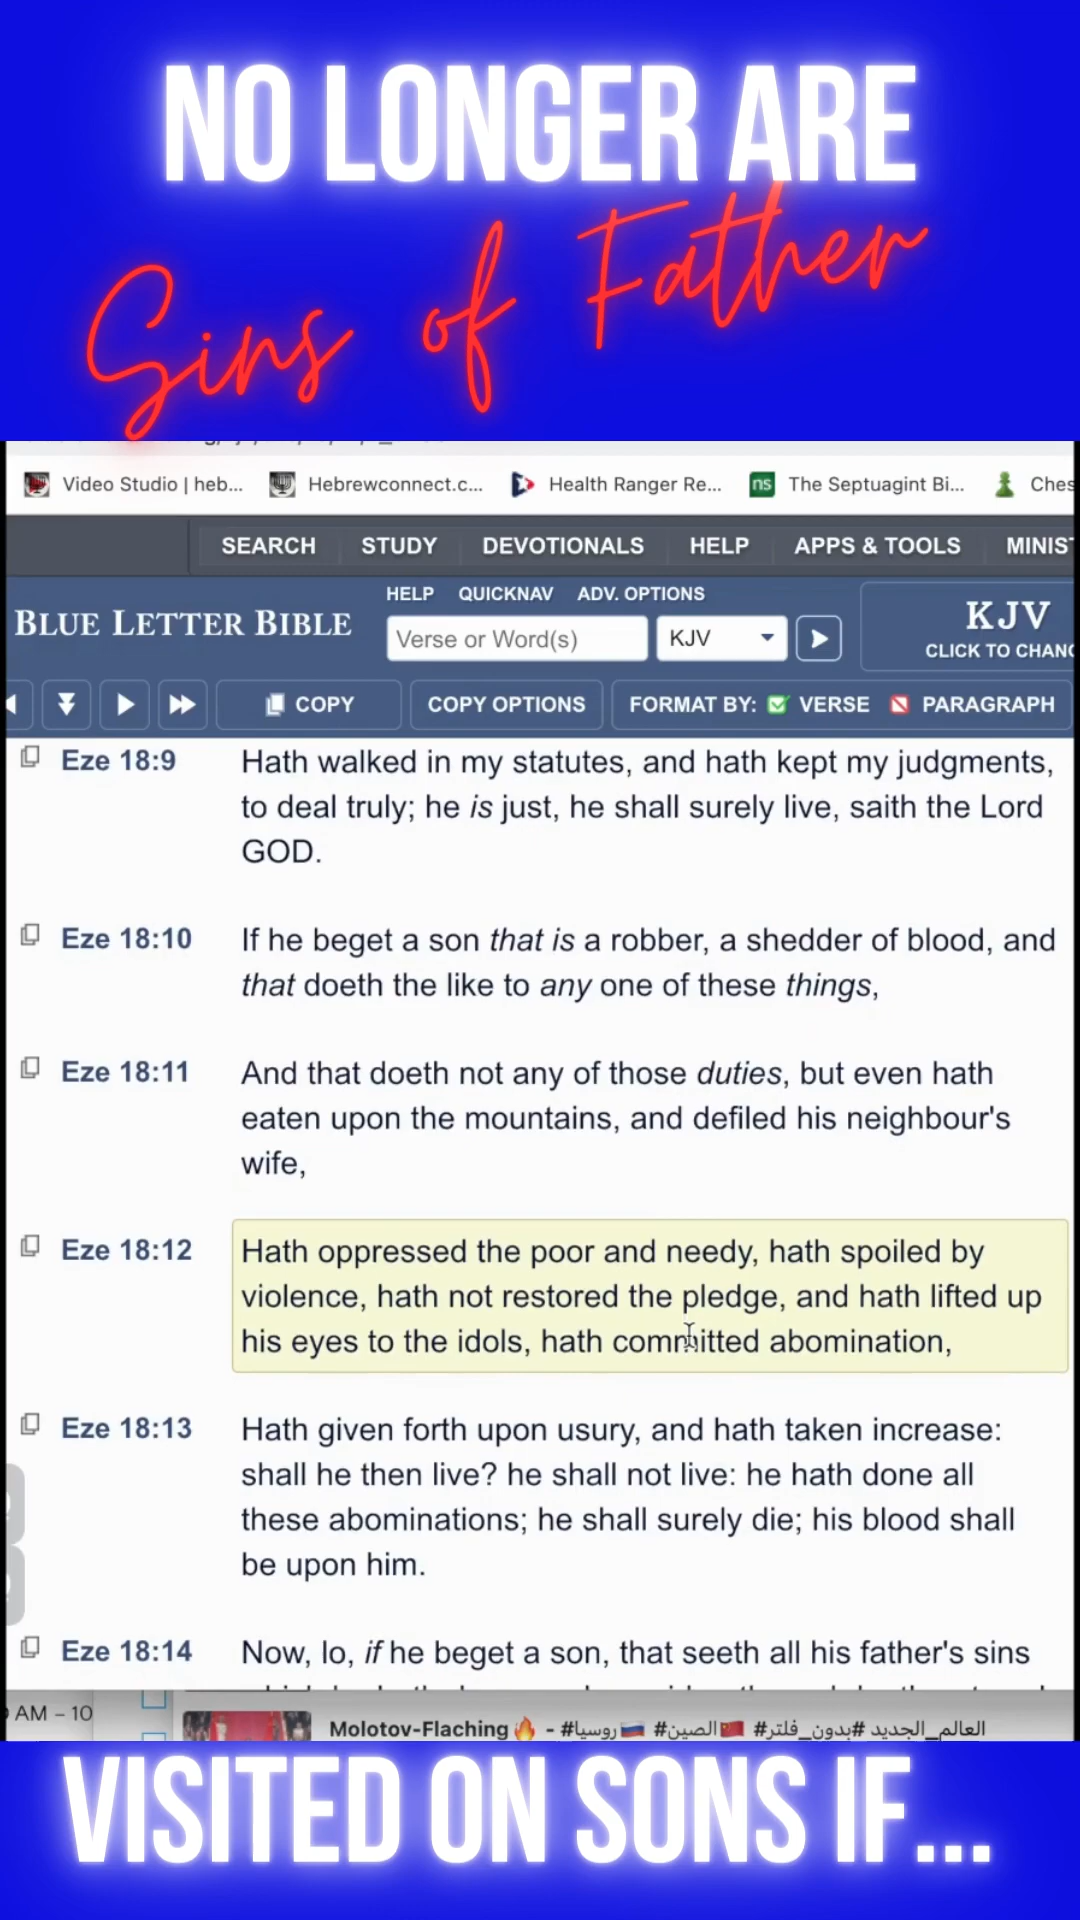 NO LONGER ARE
Sins of Father
Video Studio | heb...
Hebrewconnect.c...
Health Ranger Re...
ns
The Septuagint Bi...
Ches
SEARCH
STUDY
DEVOTIONALS
HELP
APPS & TOOLS
MINIST
BLUE LETTER BIBLE
HELP
QUICKNAV
ADV. OPTIONS
Verse or Word(s)
KJV
KJV
CLICK TO CHANG
COPY
COPY OPTIONS
FORMAT BY: VERSE PARAGRAPH
Eze 18:9
Hath walked in my statutes, and hath kept my judgments,
to deal truly; he is just, he shall surely live, saith the Lord
GOD.
Eze 18:10
If he beget a son that is a robber, a shedder of blood, and
that doeth the like to any one of these things,
Eze 18:11
And that doeth not any of those duties, but even hath
eaten upon the mountains, and defiled his neighbour's
wife,
Eze 18:12
Hath oppressed the poor and needy, hath spoiled by
violence, hath not restored the pledge, and hath lifted up
his eyes to the idols, hath committed abomination,
Eze 18:13
Hath given forth upon usury, and hath taken increase:
shall he then live? he shall not live: he hath done all
these abominations; he shall surely die; his blood shall
be upon him.
Eze 18:14
Now, lo, if he beget a son, that seeth all his father's sins
AM – 10
Molotov-Flaching🔥 - #روسيا🇷🇺 #الصين🇨🇳 #بدون_فلتر# العالم_الجديد
VISITED ON SONS IF...